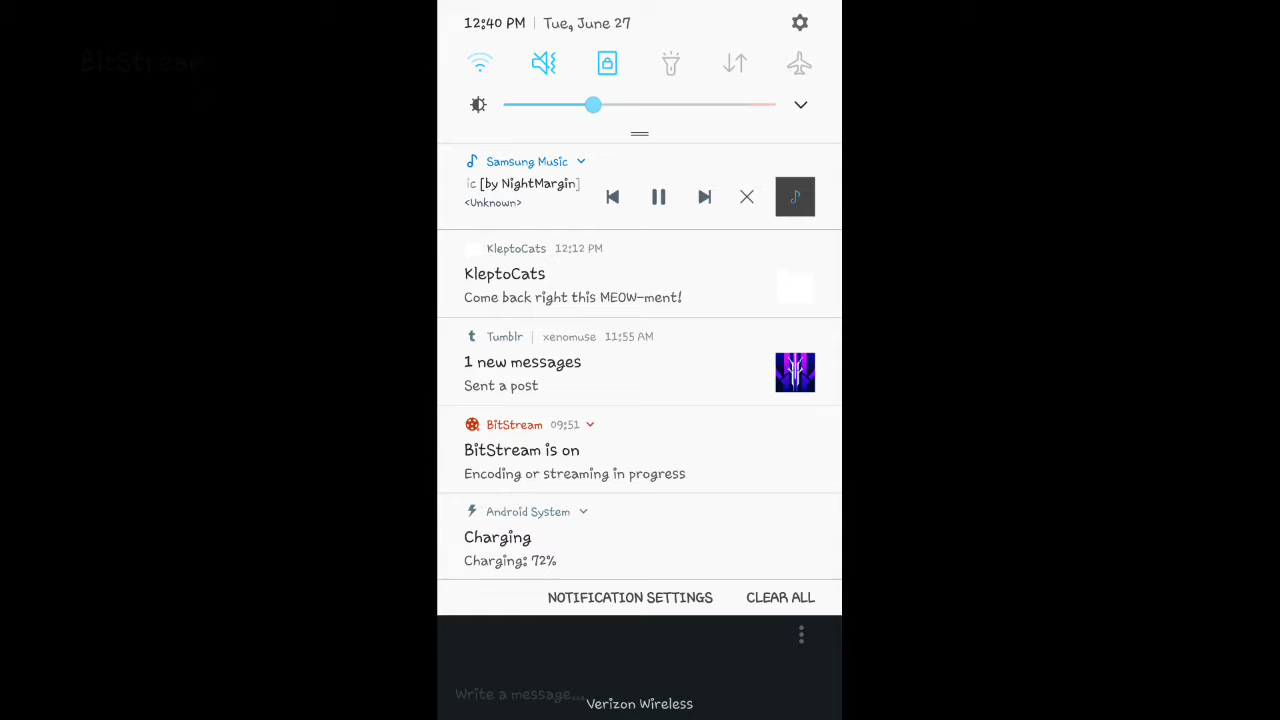 BitStream
12:40 PM | Tue, June 27
Samsung Music
ic [by NightMargin]
<Unknown>
KleptoCats 12:12 PM
KleptoCats
Come back right this MEOW-ment!
t Tumblr | xenomuse 11:55 AM
1 new messages
Sent a post
BitStream 09:51
BitStream is on
Encoding or streaming in progress
Android System
Charging
Charging: 72%
NOTIFICATION SETTINGS CLEAR ALL
Write a message...
Verizon Wireless